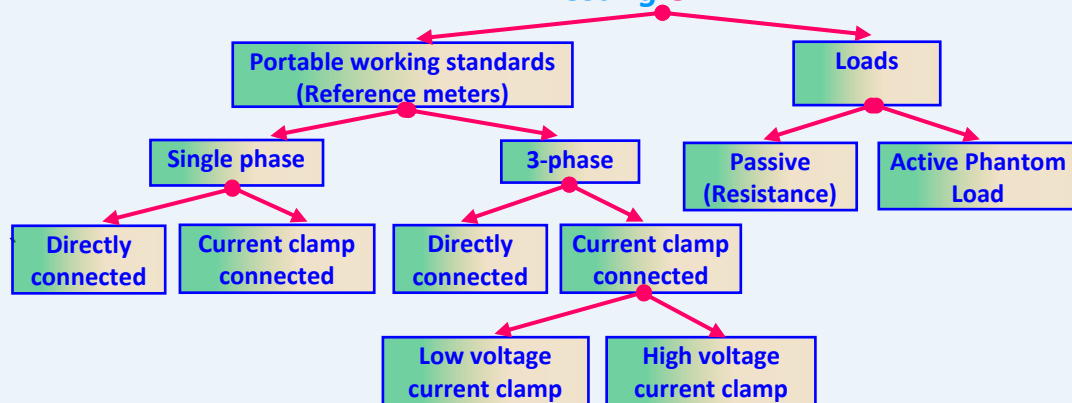 Portable working standards
(Reference meters)
Loads
Single phase
3-phase
Passive
(Resistance)
Active Phantom
Load
Directly
connected
Current clamp
connected
Directly
connected
Current clamp
connected
Low voltage
current clamp
High voltage
current clamp